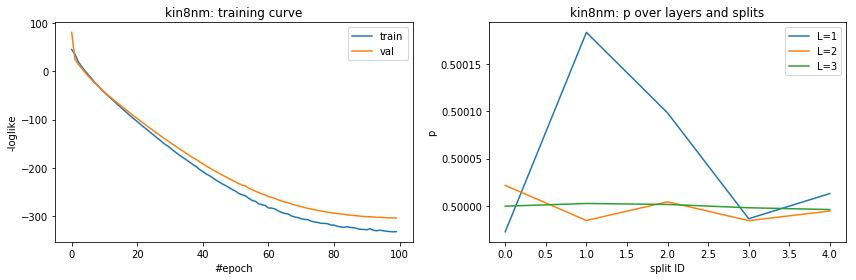 kin8nm: training curve
100
0
−100
−200
−300
-loglike
0
20
40
60
80
100
#epoch
train
val
kin8nm: p over layers and splits
0.50015
0.50010
0.50005
0.50000
p
0.0
0.5
1.0
1.5
2.0
2.5
3.0
3.5
4.0
split ID
L=1
L=2
L=3